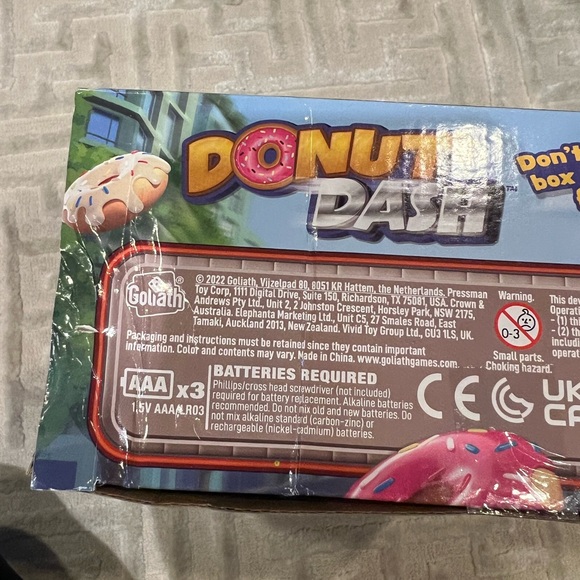 DONUT
DASH™
Don't
box
Goliath
© 2022 Goliath, Vijzelpad 80, 8051 KR Hattem, the Netherlands. Pressman
Toy Corp, 1111 Digital Drive, Suite 150, Richardson, TX 75081, USA. Crown &
Andrews Pty Ltd., Unit 2, 2 Johnston Crescent, Horsley Park, NSW 2175,
Australia. Elephanta Marketing Ltd., Unit C5, 27 Smales Road, East
Tamaki, Auckland 2013, New Zealand. Vivid Toy Group Ltd., GU3 1LS, UK.
Packaging and instructions must be retained since they contain important
information. Color and contents may vary. Made in China. www.goliathgames.com
Warning.
0-3
Small parts.
Choking hazard.
This dev
Operati
- (1) th
- (2) th
includi
operat
AAA x3
1.5V AAA/LR03
BATTERIES REQUIRED
Phillips/cross head screwdriver (not included)
required for battery replacement. Alkaline batteries
recommended. Do not mix old and new batteries. Do
not mix alkaline standard (carbon-zinc) or
rechargeable (nickel-cadmium) batteries.
CE
UK
CA